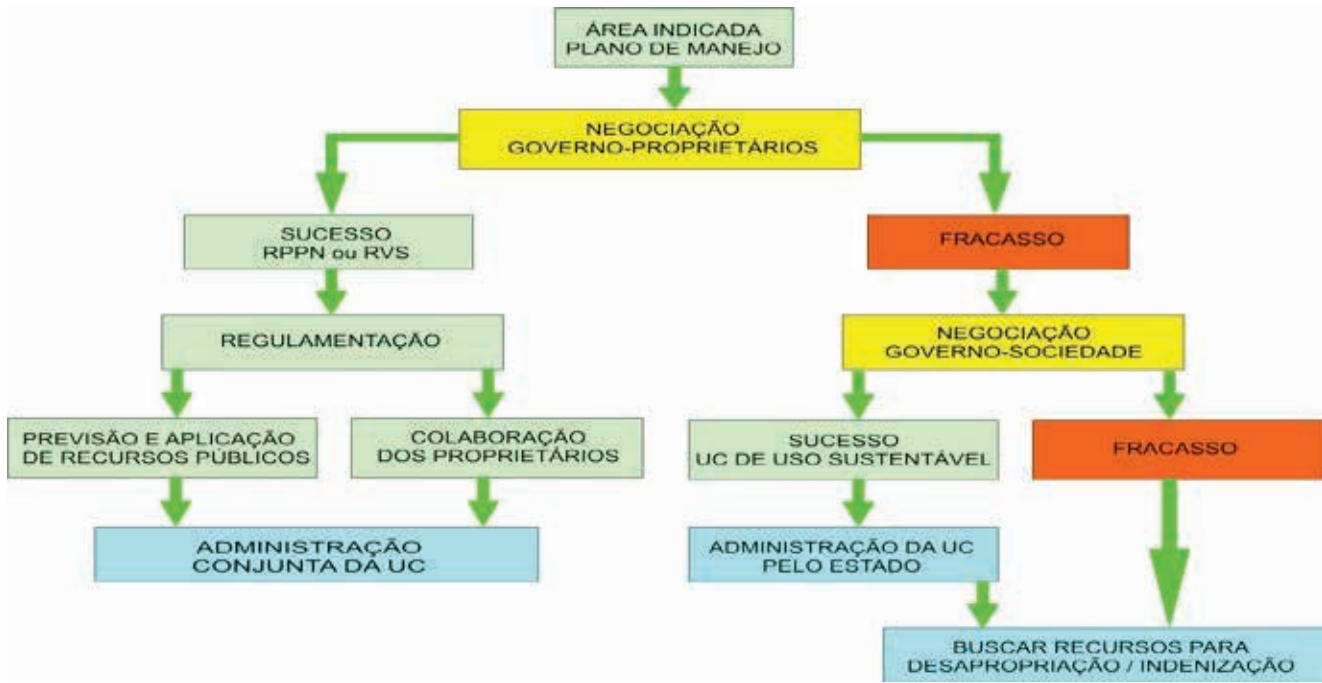 ÁREA INDICADA
PLANO DE MANEJO
NEGOCIAÇÃO
GOVERNO-PROPRIETÁRIOS
SUCESSO
RPPN ou RVS
FRACASSO
REGULAMENTAÇÃO
NEGOCIAÇÃO
GOVERNO-SOCIEDADE
PREVISÃO E APLICAÇÃO
DE RECURSOS PÚBLICOS
COLABORAÇÃO
DOS PROPRIETÁRIOS
SUCESSO
UC DE USO SUSTENTÁVEL
FRACASSO
ADMINISTRAÇÃO
CONJUNTA DA UC
ADMINISTRAÇÃO DA UC
PELO ESTADO
BUSCAR RECURSOS PARA
DESAPROPRIAÇÃO / INDENIZAÇÃO